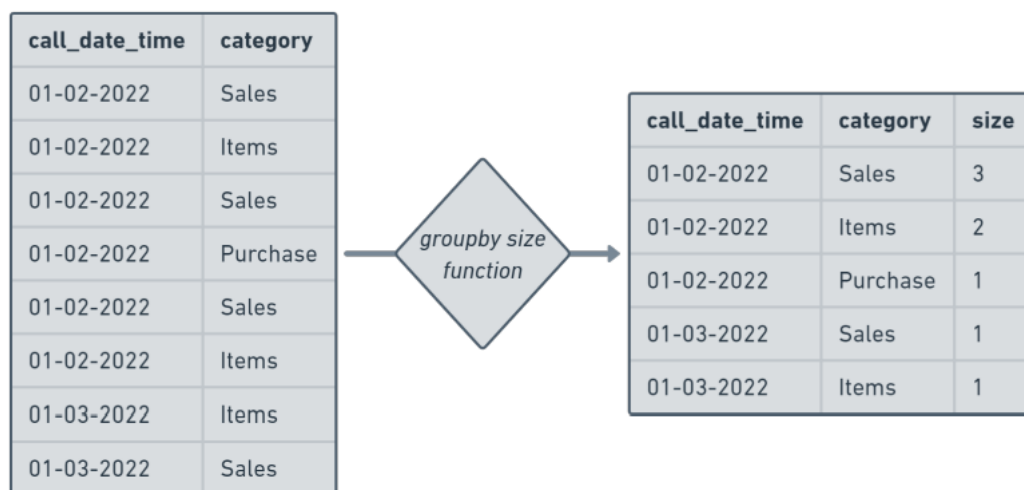 call_date_time category
01-02-2022 Sales
01-02-2022 Items
01-02-2022 Sales
01-02-2022 Purchase
01-02-2022 Sales
01-02-2022 Items
01-03-2022 Items
01-03-2022 Sales
groupby size
function
call_date_time category size
01-02-2022 Sales 3
01-02-2022 Items 2
01-02-2022 Purchase 1
01-03-2022 Sales 1
01-03-2022 Items 1